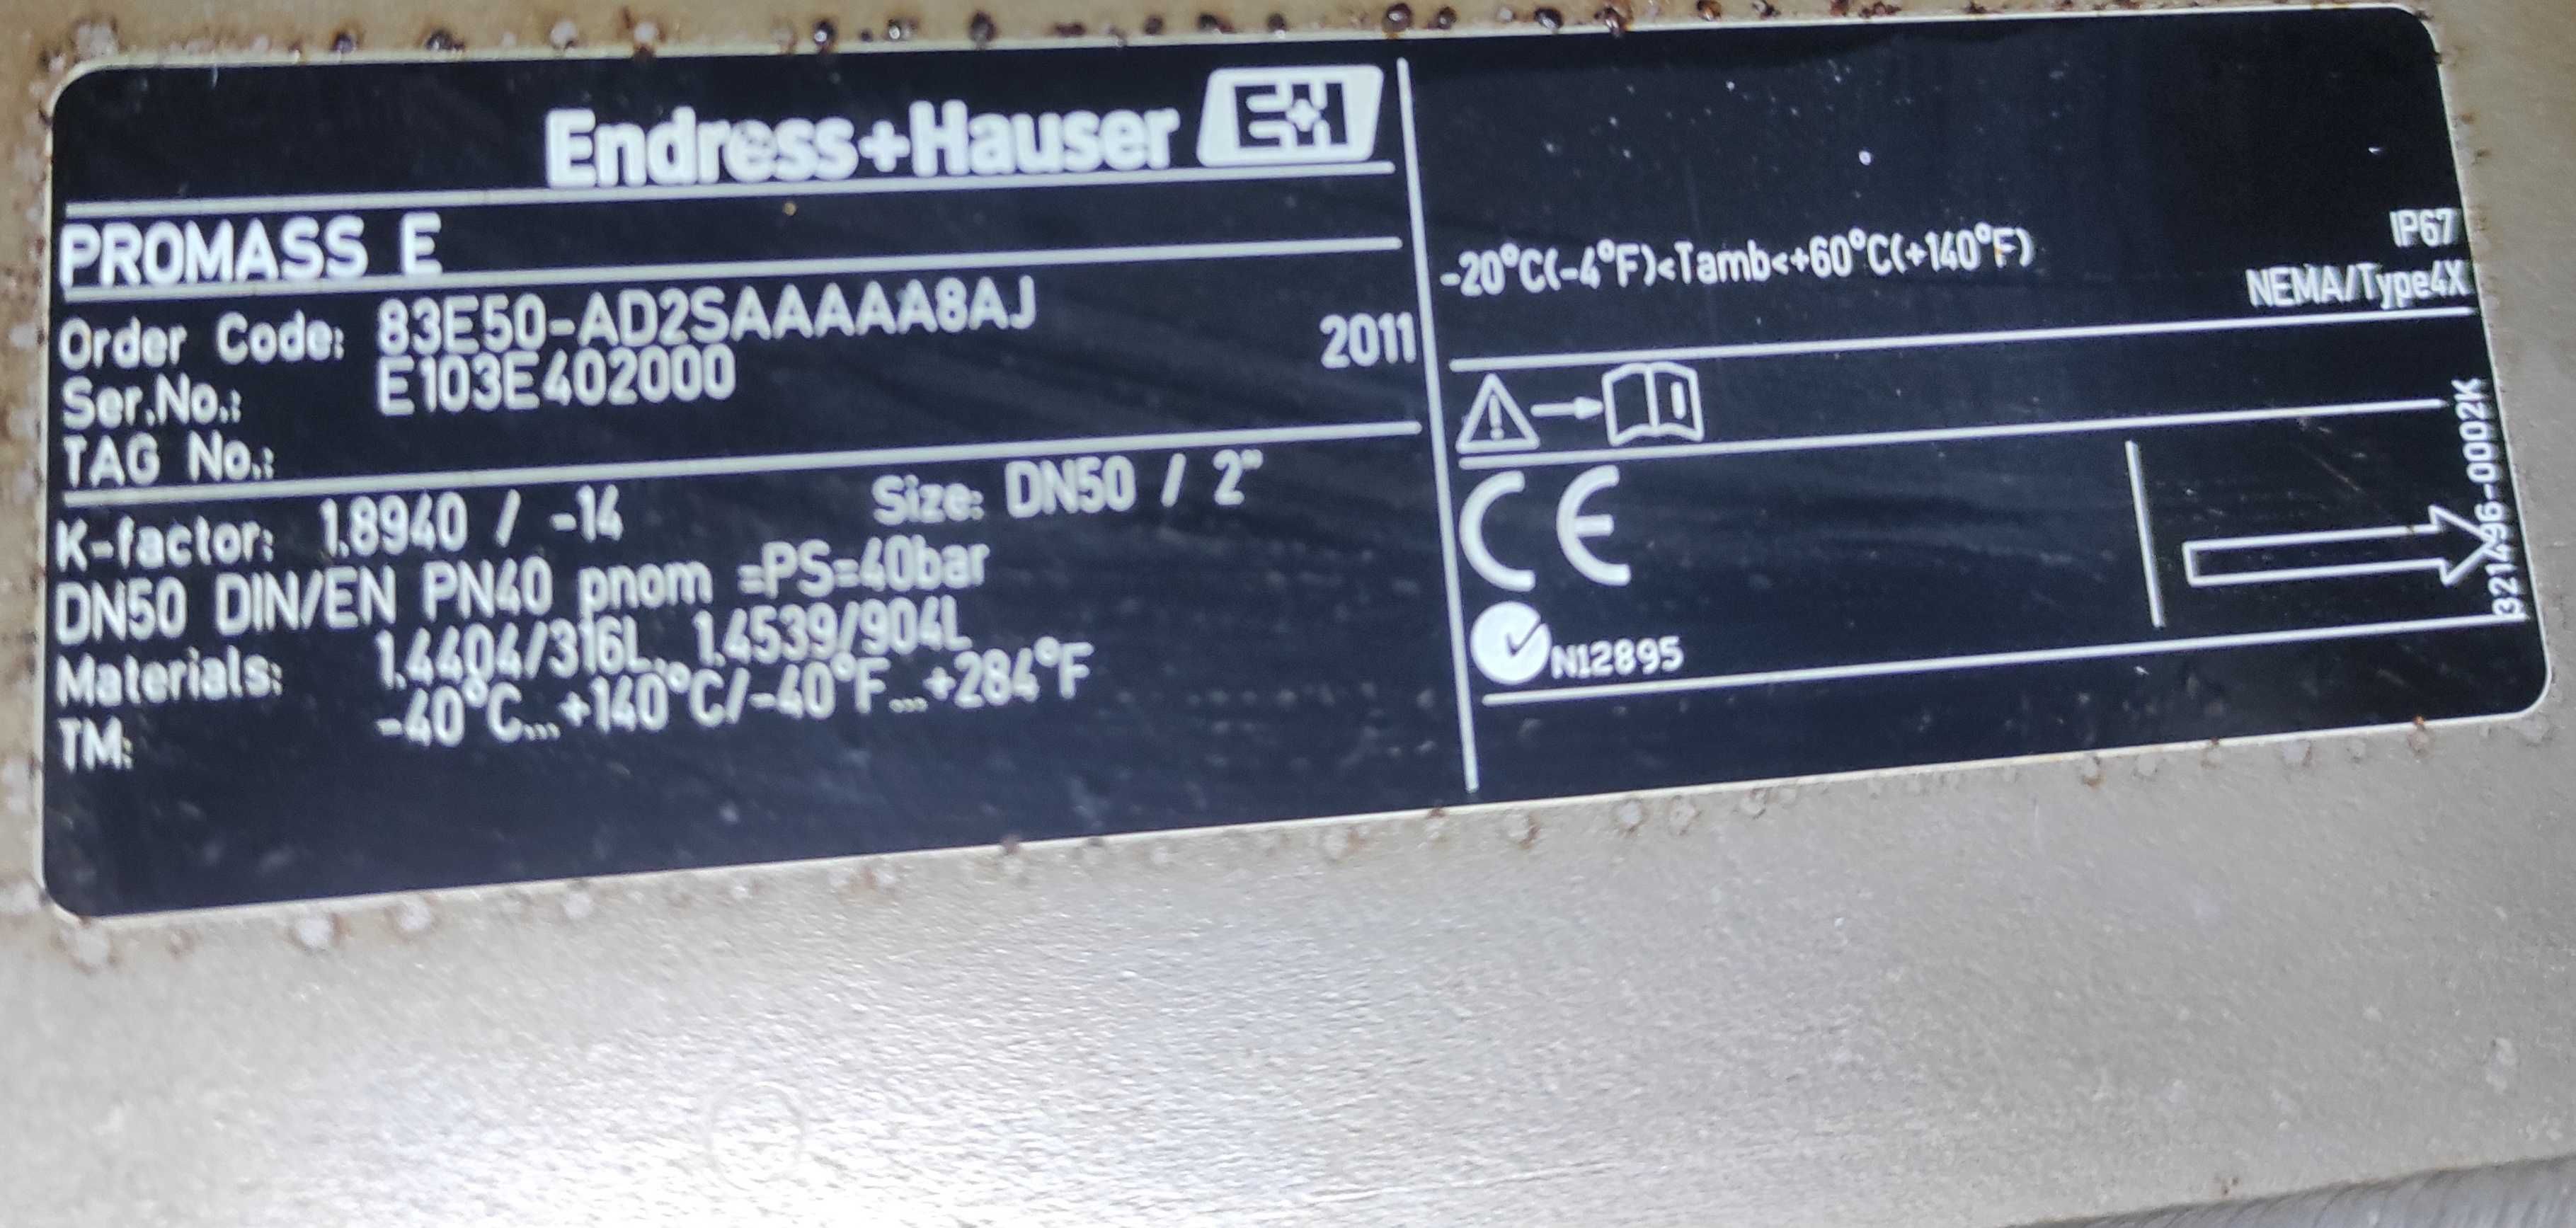 Endress+Hauser E+H
PROMASS E
Order Code: 83E50-AD2SAAAAAA8AJ
Ser.No.: E103E402000 2011
TAG No.:
K-factor: 1.8940 / -14 Size: DN50 / 2"
DN50 DIN/EN PN40 pnom =PS=40bar
Materials: 1.4404/316L, 1.4539/904L
TM: -40°C...+140°C/-40°F...+284°F
-20°C(-4°F)<Tamb<+60°C(+140°F) IP67
NEMA/Type4X
CE
N12895
321496-0002K